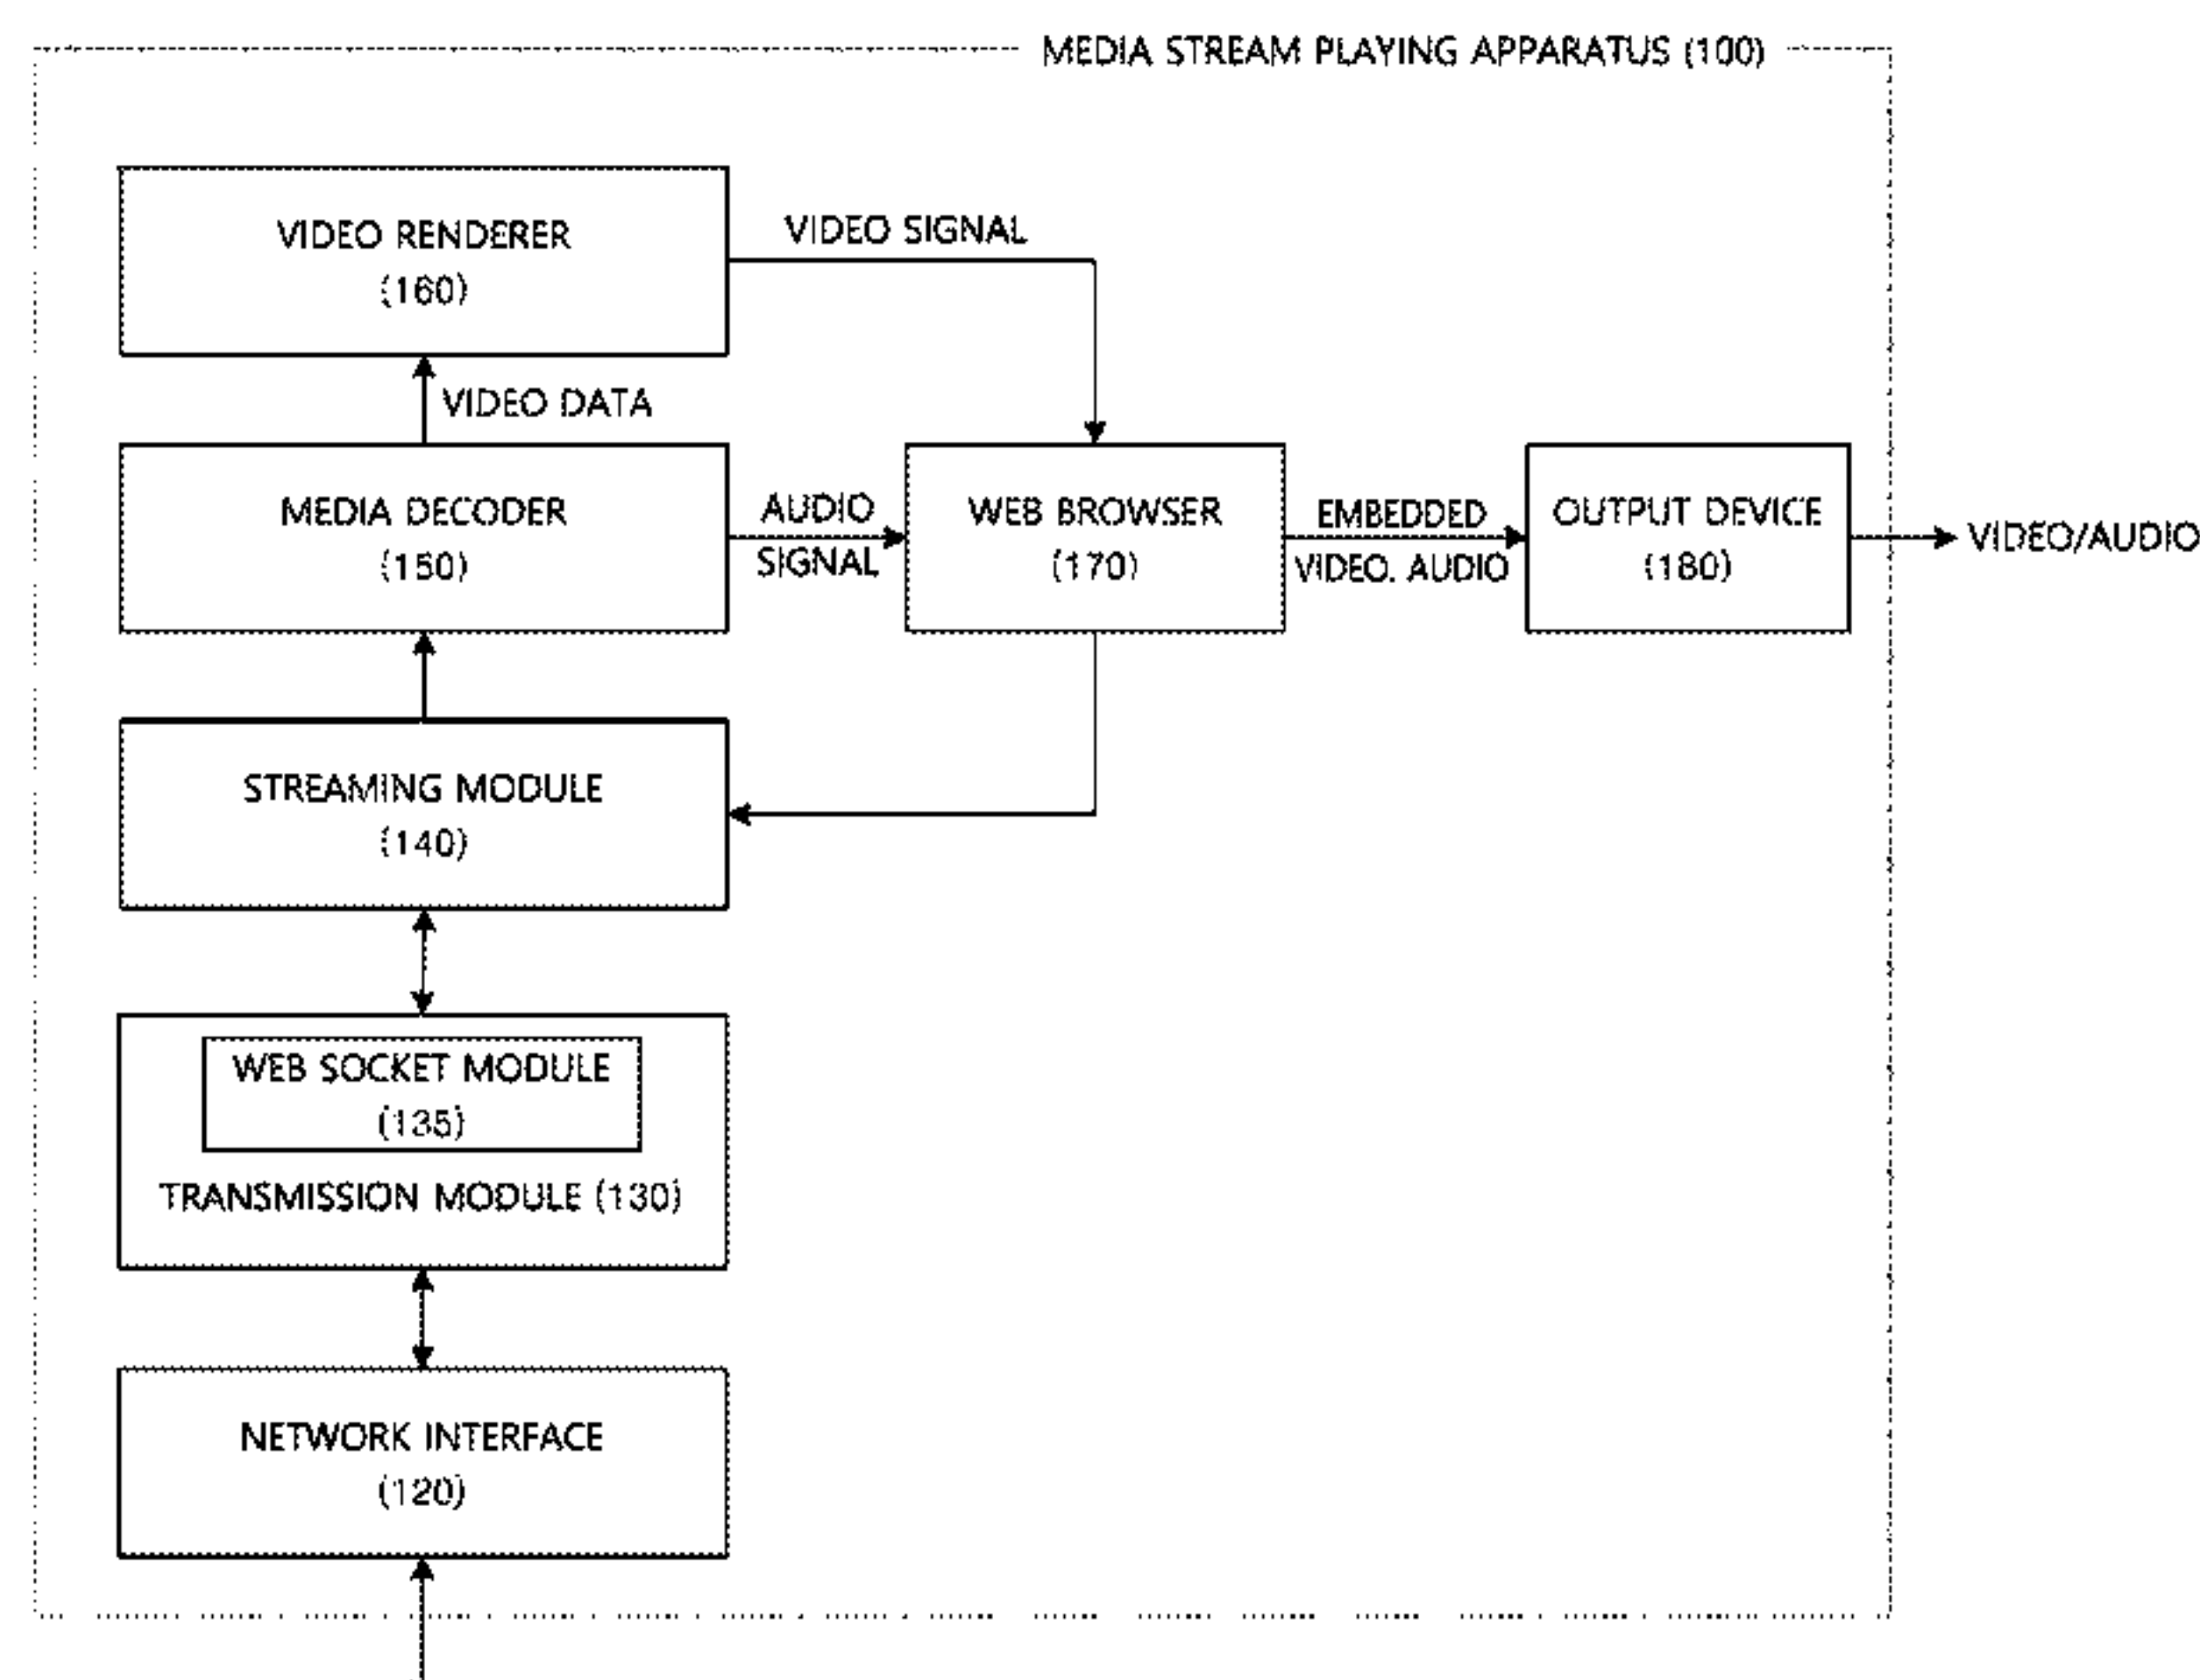 MEDIA STREAM PLAYING APPARATUS (100)
VIDEO RENDERER
(160)
VIDEO SIGNAL
VIDEO DATA
MEDIA DECODER
(150)
AUDIO
SIGNAL
WEB BROWSER
(170)
EMBEDDED
VIDEO, AUDIO
OUTPUT DEVICE
(180)
VIDEO/AUDIO
STREAMING MODULE
(140)
WEB SOCKET MODULE
(135)
TRANSMISSION MODULE (130)
NETWORK INTERFACE
(120)